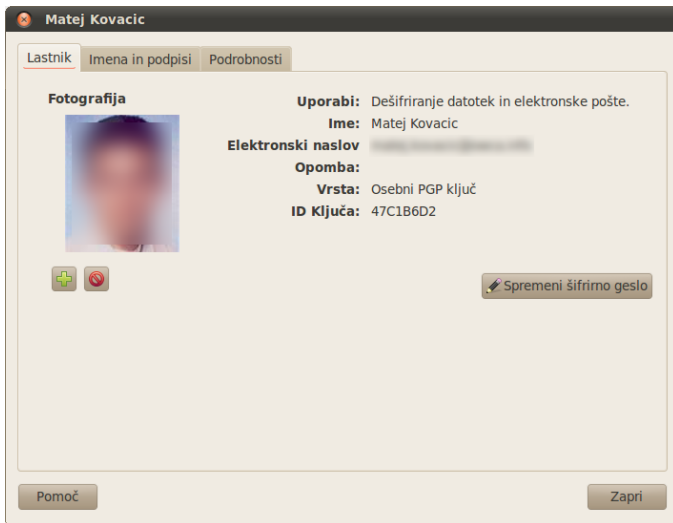 Matej Kovacic
Lastnik Imena in podpisi Podrobnosti
Fotografija
Uporabi: Dešifriranje datotek in elektronske pošte.
Ime: Matej Kovacic
Elektronski naslov
Opomba:
Vrsta: Osebni PGP ključ
ID Ključa: 47C1B6D2
Spremeni šifrirno geslo
Pomoč Zapri